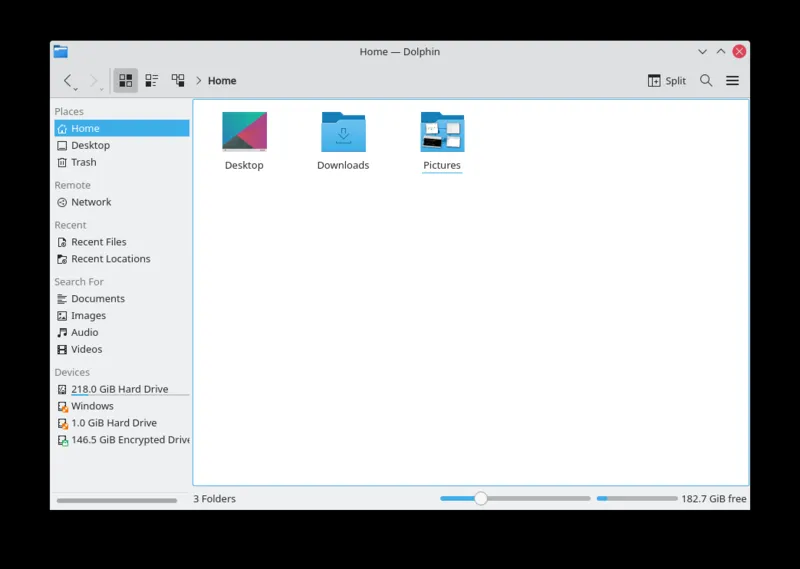 Home — Dolphin
Home
Split
Places
Home
Desktop
Trash
Remote
Network
Recent
Recent Files
Recent Locations
Search For
Documents
Images
Audio
Videos
Devices
218.0 GiB Hard Drive
Windows
1.0 GiB Hard Drive
146.5 GiB Encrypted Drive
Desktop
Downloads
Pictures
3 Folders
182.7 GiB free